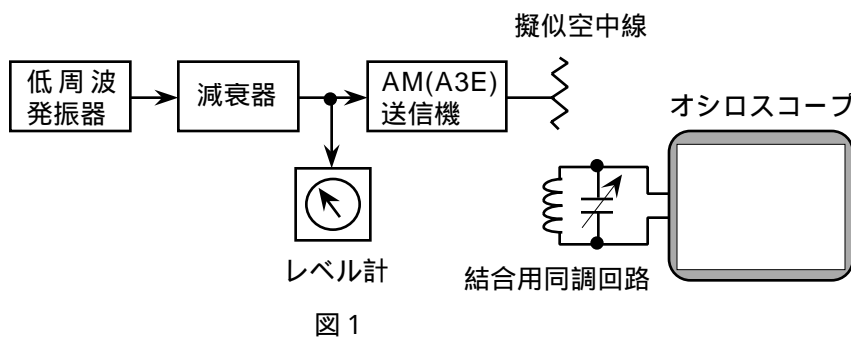 擬似空中線
低周波
発振器
減衰器
AM(A3E)
送信機
オシロスコープ
レベル計
結合用同調回路
図1